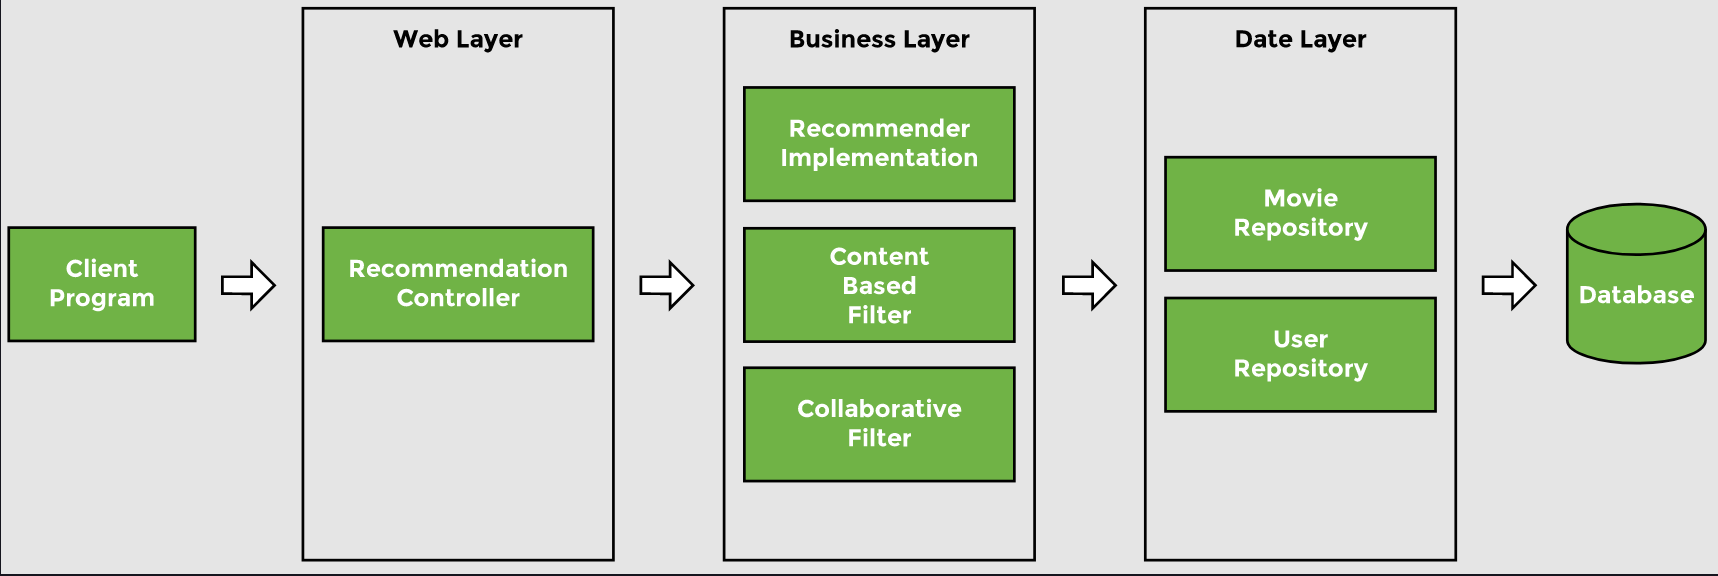 Web Layer
Business Layer
Date Layer
Client
Program
Recommendation
Controller
Recommender
Implementation
Content
Based
Filter
Collaborative
Filter
Movie
Repository
User
Repository
Database